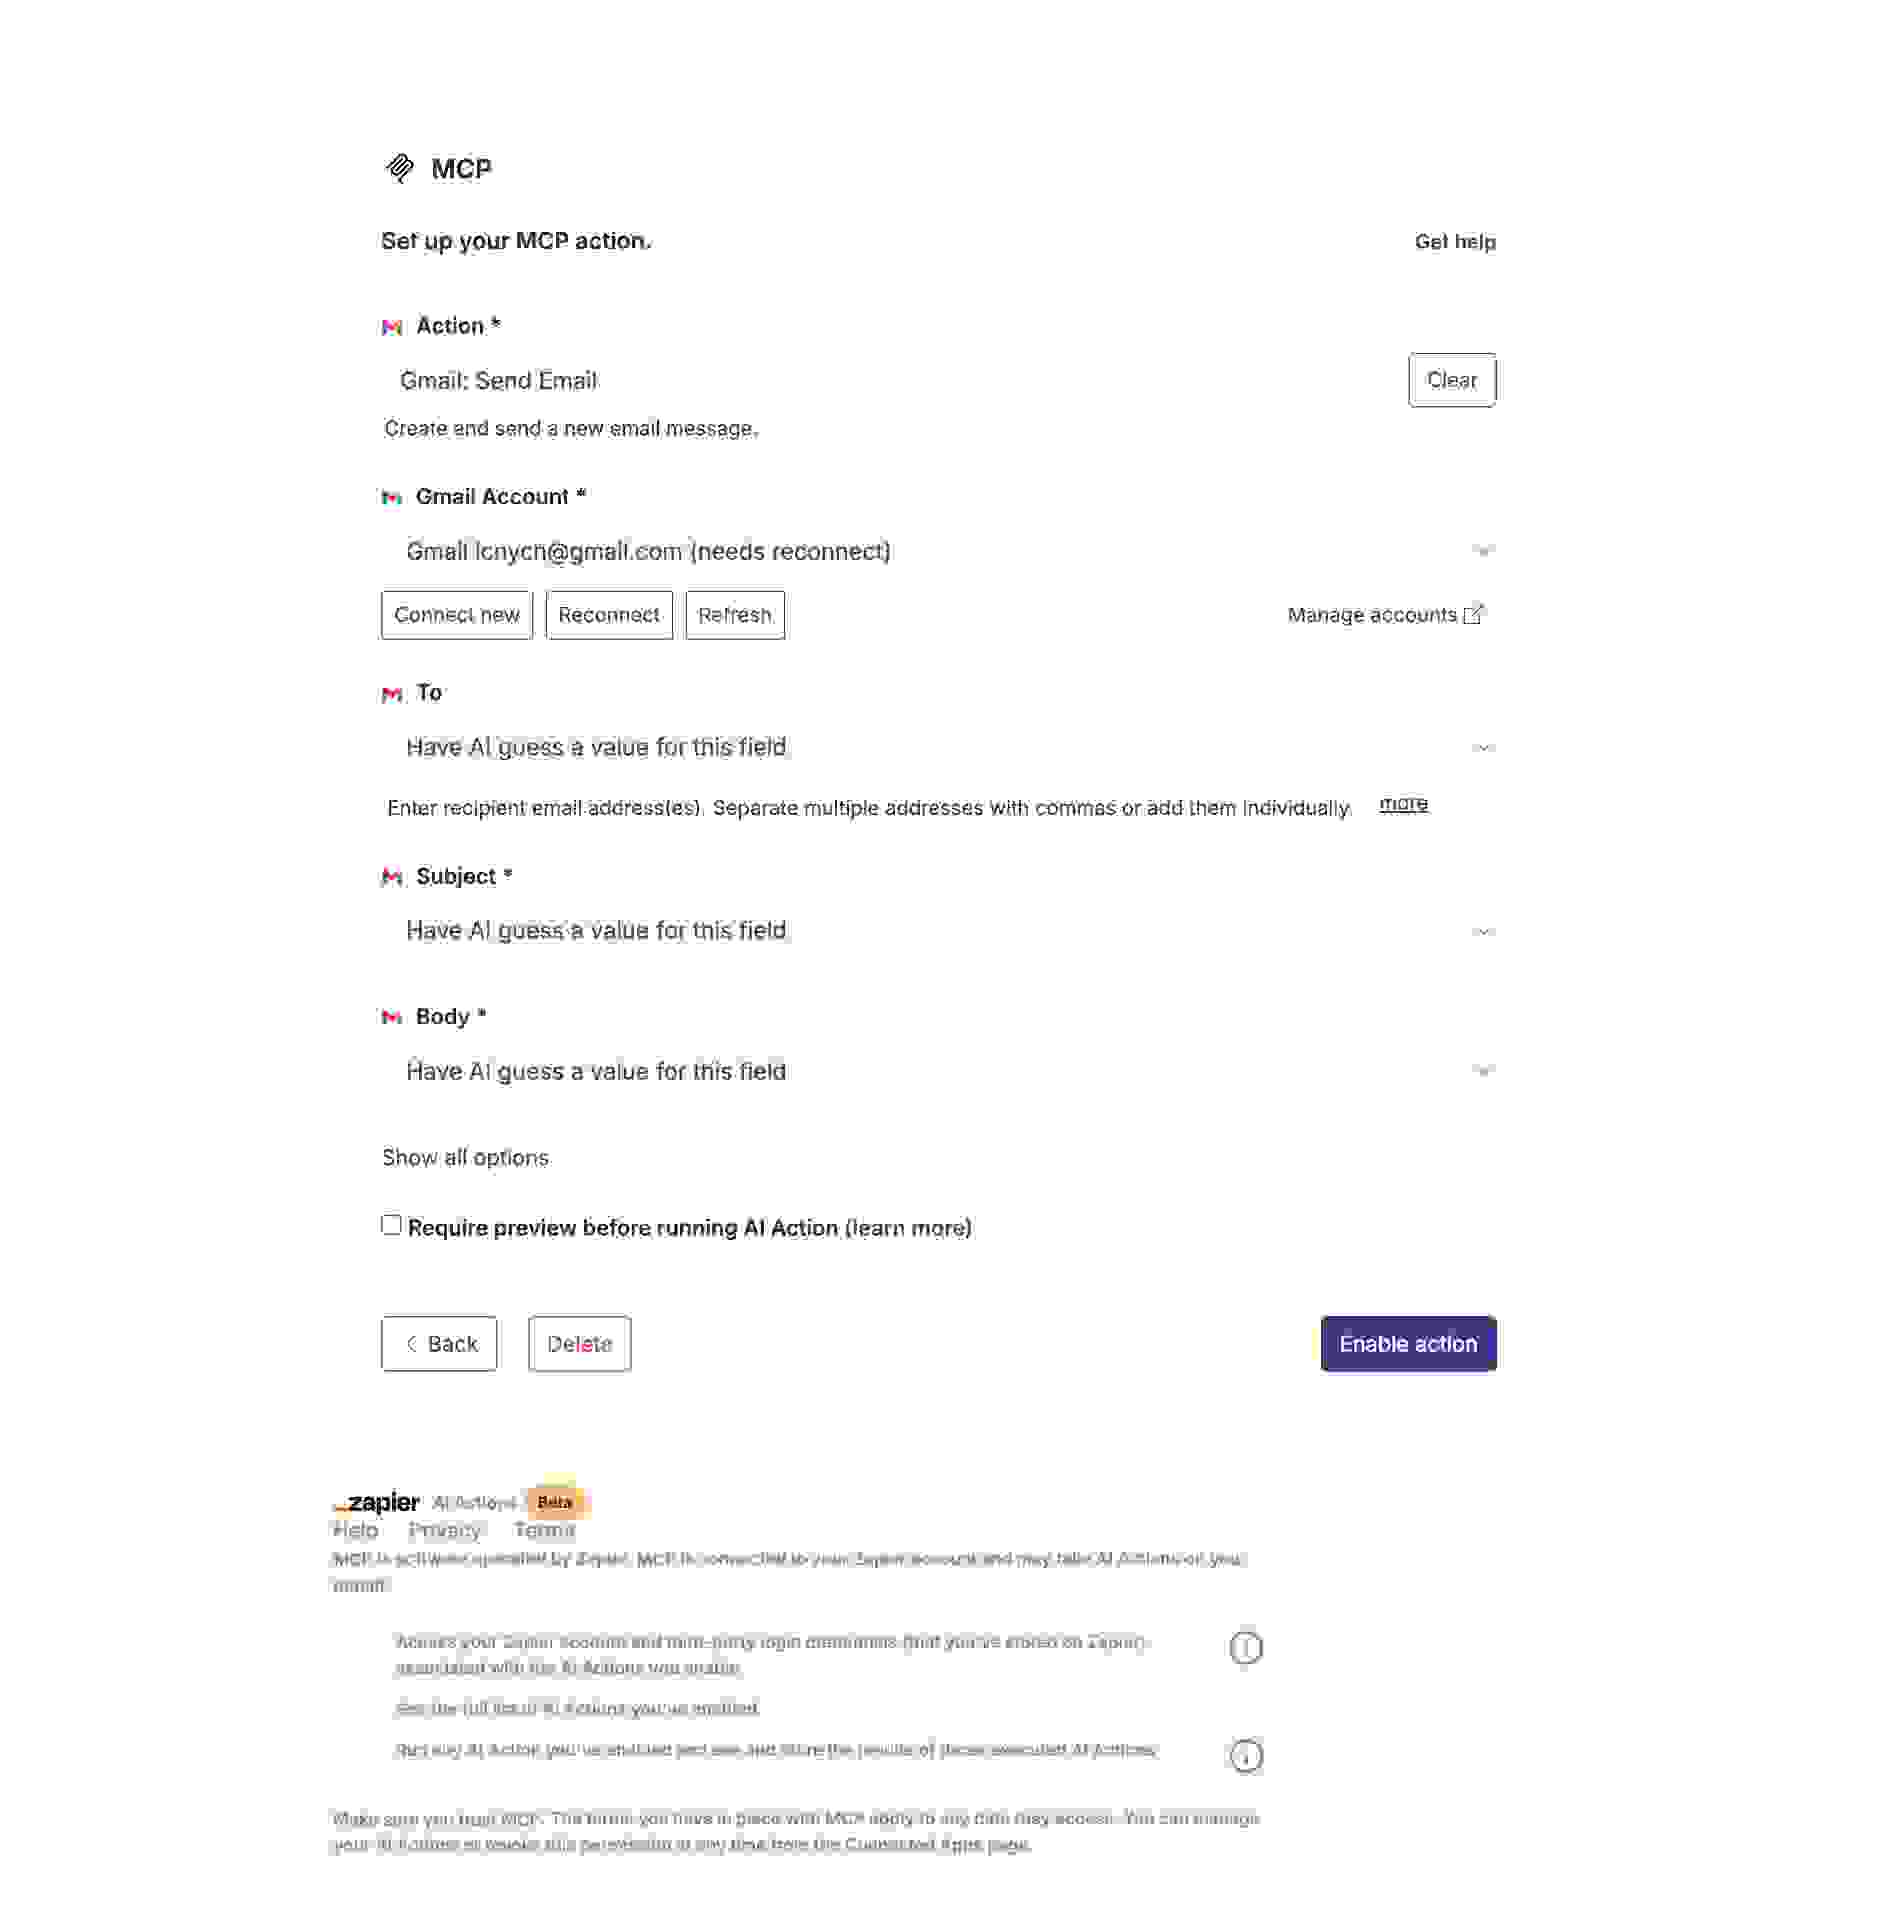 MCP
Set up your MCP action.
Get help
Action *
Gmail: Send Email
Clear
Create and send a new email message.
Gmail Account *
Gmail lcnych@gmail.com (needs reconnect)
Connect new
Reconnect
Refresh
Manage accounts
To
Have AI guess a value for this field
Enter recipient email address(es). Separate multiple addresses with commas or add them individually.
more
Subject *
Have AI guess a value for this field
Body *
Have AI guess a value for this field
Show all options
Require preview before running AI Action (learn more)
Back
Delete
Enable action
zapier AI Actions Beta
Help Privacy Terms
MCP is software operated by Zapier. MCP is connected to your Zapier account and may take AI Actions on your
behalf.
Access your Zapier account and third-party login credentials (that you've stored on Zapier)
associated with the AI Actions you enable.
See the full list of AI Actions you've enabled.
Run any AI Action you've enabled and see and store the results of those executed AI Actions.
Make sure you trust MCP. The terms you have in place with MCP apply to any data they access. You can manage
your AI Actions or revoke this permission at any time from the Connected Apps page.